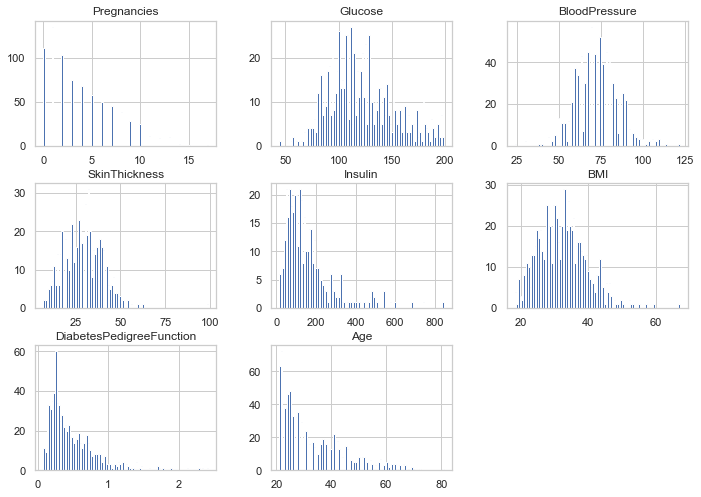 Pregnancies
100
50
0
0 5 10 15
Glucose
20
10
0
50 100 150 200
BloodPressure
40
20
0
25 50 75 100 125
SkinThickness
30
20
10
0
25 50 75 100
Insulin
20
15
10
5
0
0 200 400 600 800
BMI
30
20
10
0
20 40 60
DiabetesPedigreeFunction
60
40
20
0
0 1 2
Age
60
40
20
0
20 40 60 80